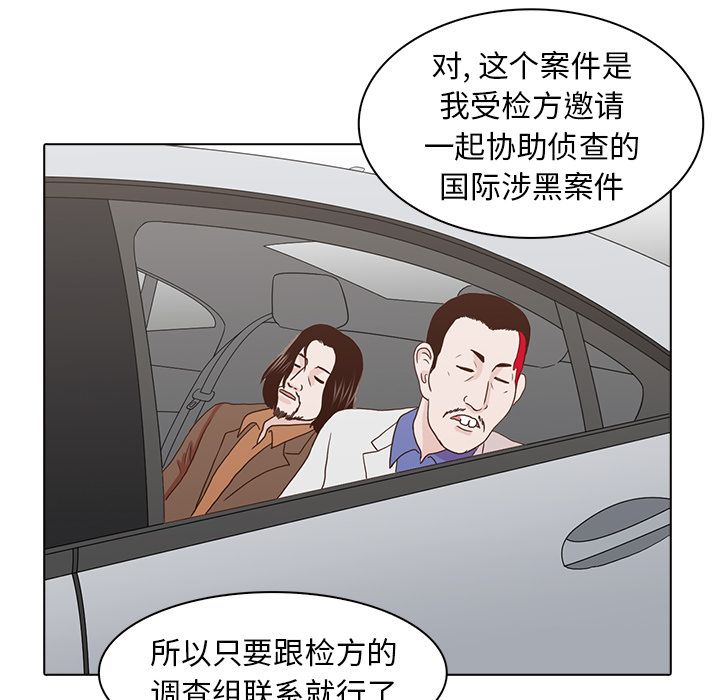 对, 这个案件是
我受检方邀请
一起协助侦查的
国际涉黑案件
所以只要跟检方的
调查组联系就行了